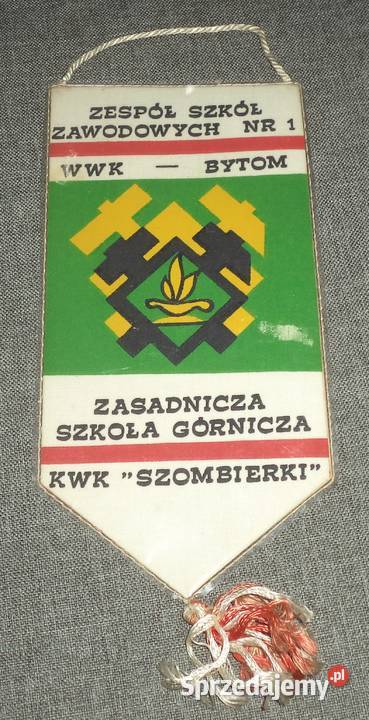 ZESPÓŁ SZKÓŁ
ZAWODOWYCH NR 1
WWK — BYTOM
ZASADNICZA
SZKOŁA GÓRNICZA
KWK "SZOMBIERKI"
Sprzedajemy.pl